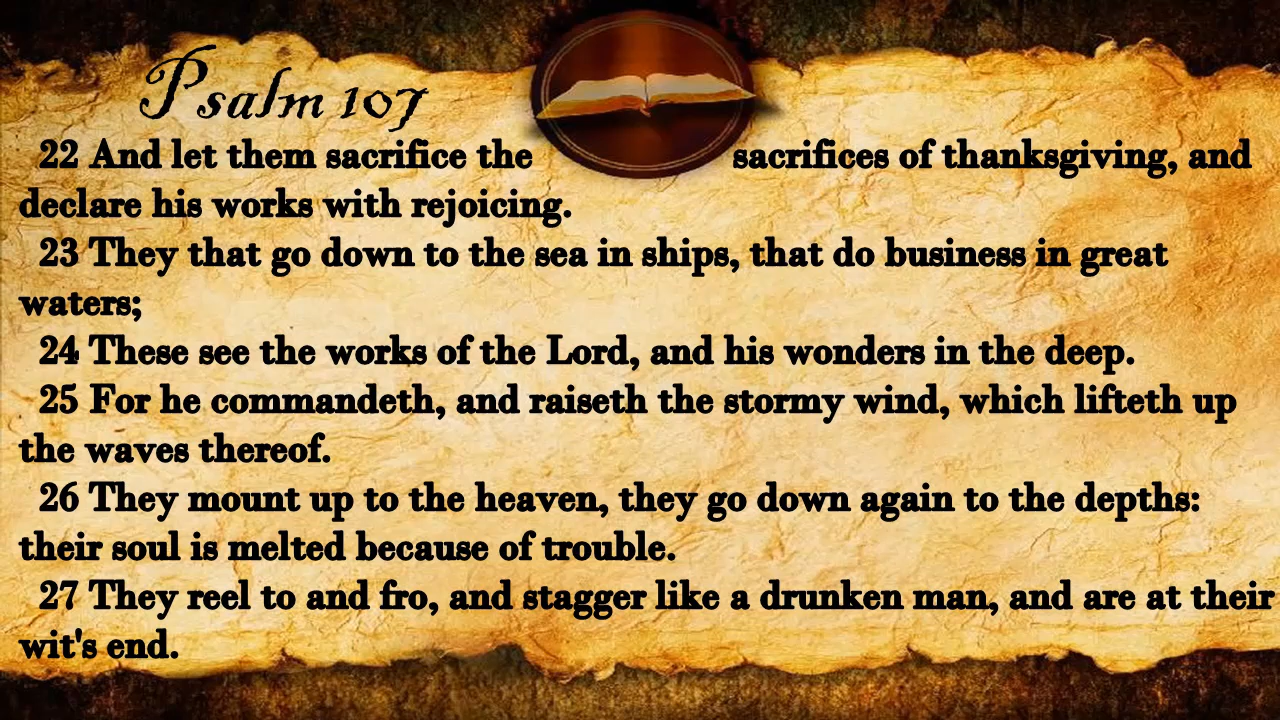 Psalm 107
22 And let them sacrifice the sacrifices of thanksgiving, and
declare his works with rejoicing.
23 They that go down to the sea in ships, that do business in great
waters;
24 These see the works of the Lord, and his wonders in the deep.
25 For he commandeth, and raiseth the stormy wind, which lifteth up
the waves thereof.
26 They mount up to the heaven, they go down again to the depths:
their soul is melted because of trouble.
27 They reel to and fro, and stagger like a drunken man, and are at their
wit's end.